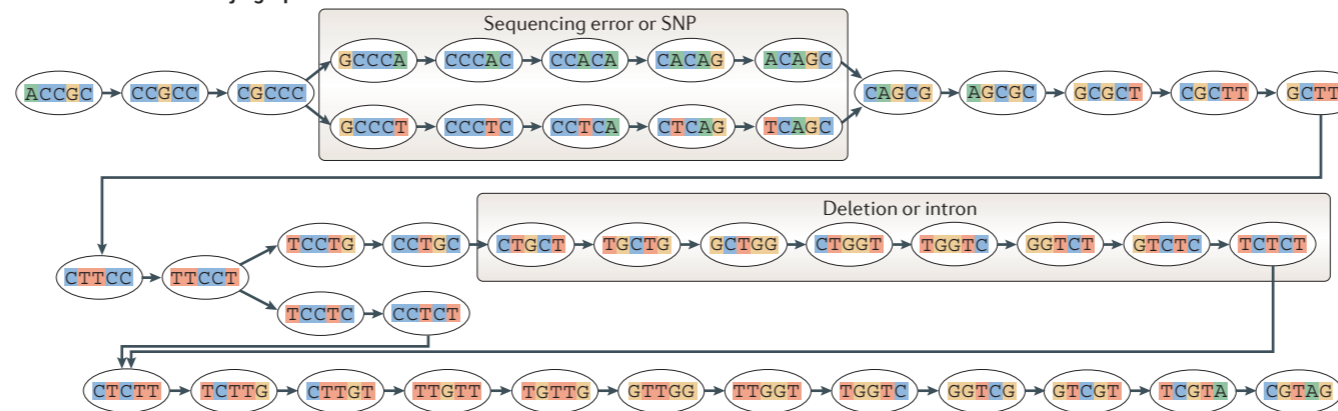 Sequencing error or SNP
GCCCA CCCAC CCACA CACAG ACAGC
ACCGC CCGCC CGCCC CAGCG AGCGC GCGCT CGCTT GCTT
GCCCT CCCTC CCTCA CTCAG TCAGC
Deletion or intron
TCCTG CCTGC CTGCT TGCTG GCTGG CTGGT TGGTC GGTCT GTCTC TCTCT
CTTCC TTCCT
TCCTC CCTCT
CTCTT TCTTG CTTGT TTGTT TGTTG GTTGG TTGGT TGGTC GGTCG GTCGT TCGTA CGTAG